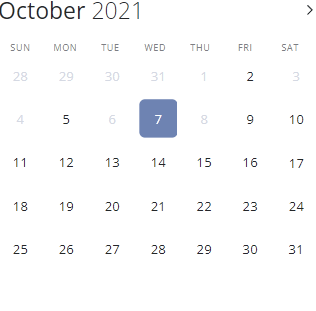 October 2021
SUN MON TUE WED THU FRI SAT
28 29 30 31 1 2 3
4 5 6 7 8 9 10
11 12 13 14 15 16 17
18 19 20 21 22 23 24
25 26 27 28 29 30 31